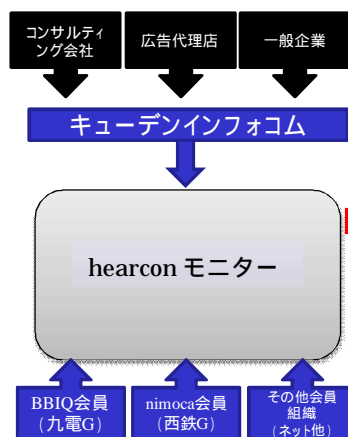 コンサルティ
ング会社
広告代理店
一般企業
キューデンインフォコム
hearcon モニター
BBIQ会員
(九電G)
nimoca会員
(西鉄G)
その他会員
組織
(ネット他)